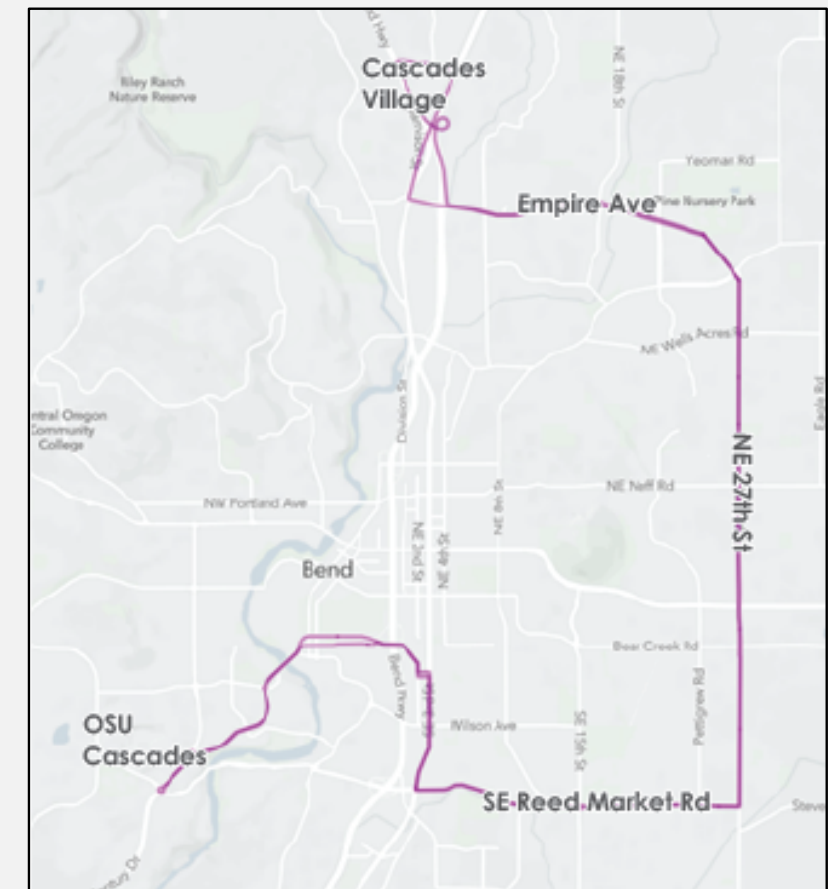 Cascades
Village
Riley Ranch
Nature Reserve
NE 18th St
Yeoman Rd
Empire Ave
Pine Nursery Park
NE Wells Acres Rd
Eagle Rd
Division St
Community
College
NE 27th St
NE Neff Rd
NW Portland Ave
NE 8th St
NE 2nd St
NE 4th St
Bend
Bear Creek Rd
Bend Pkwy
Pettigrew Rd
OSU
Cascades
Wilson Ave
SE 15th St
SE Reed Market Rd
Steve